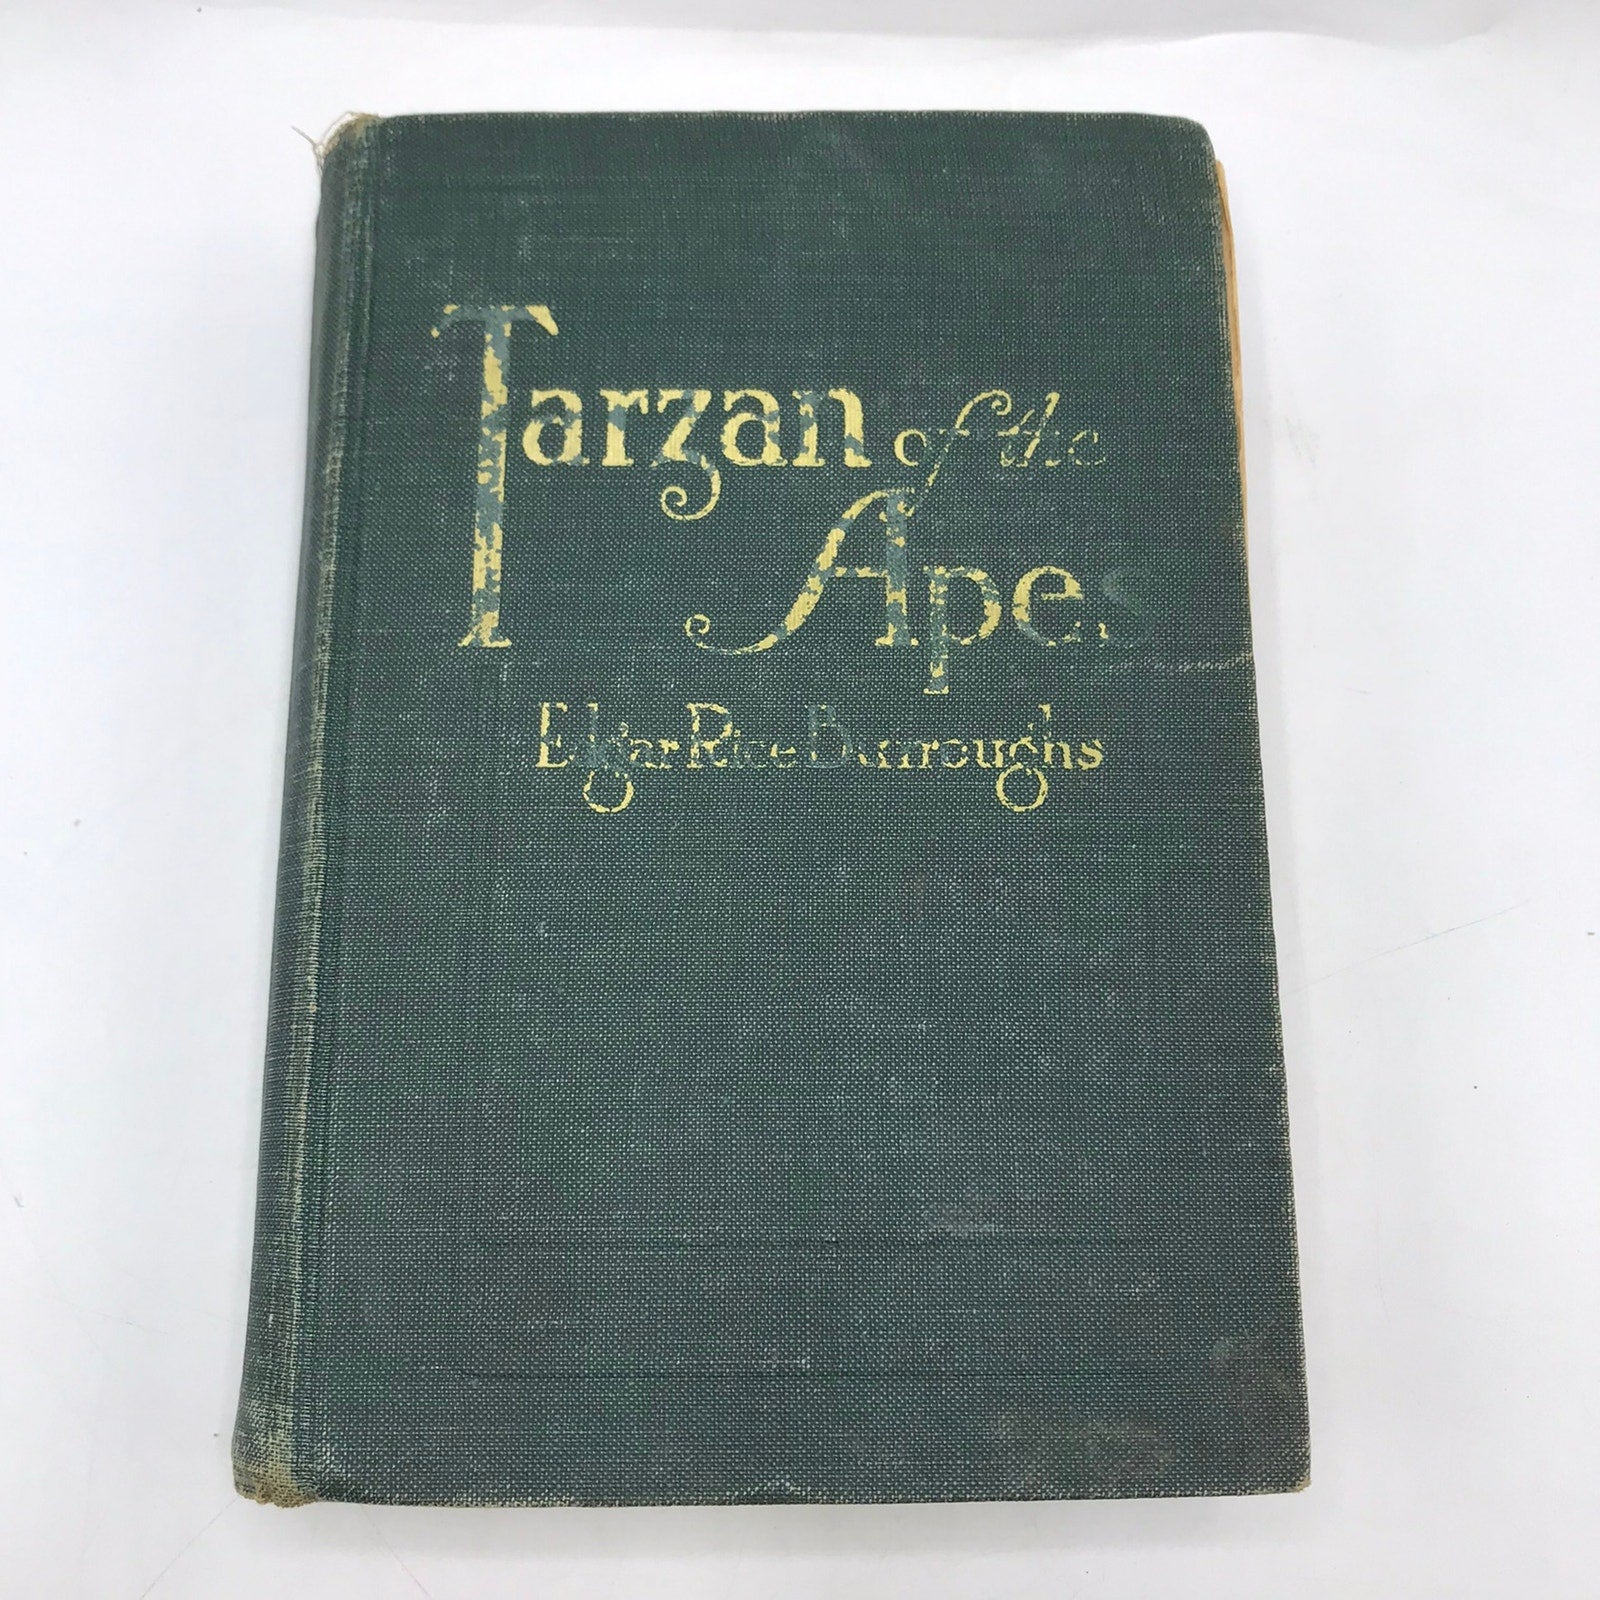 Tarzan of the
Apes
Edgar Rice Burroughs